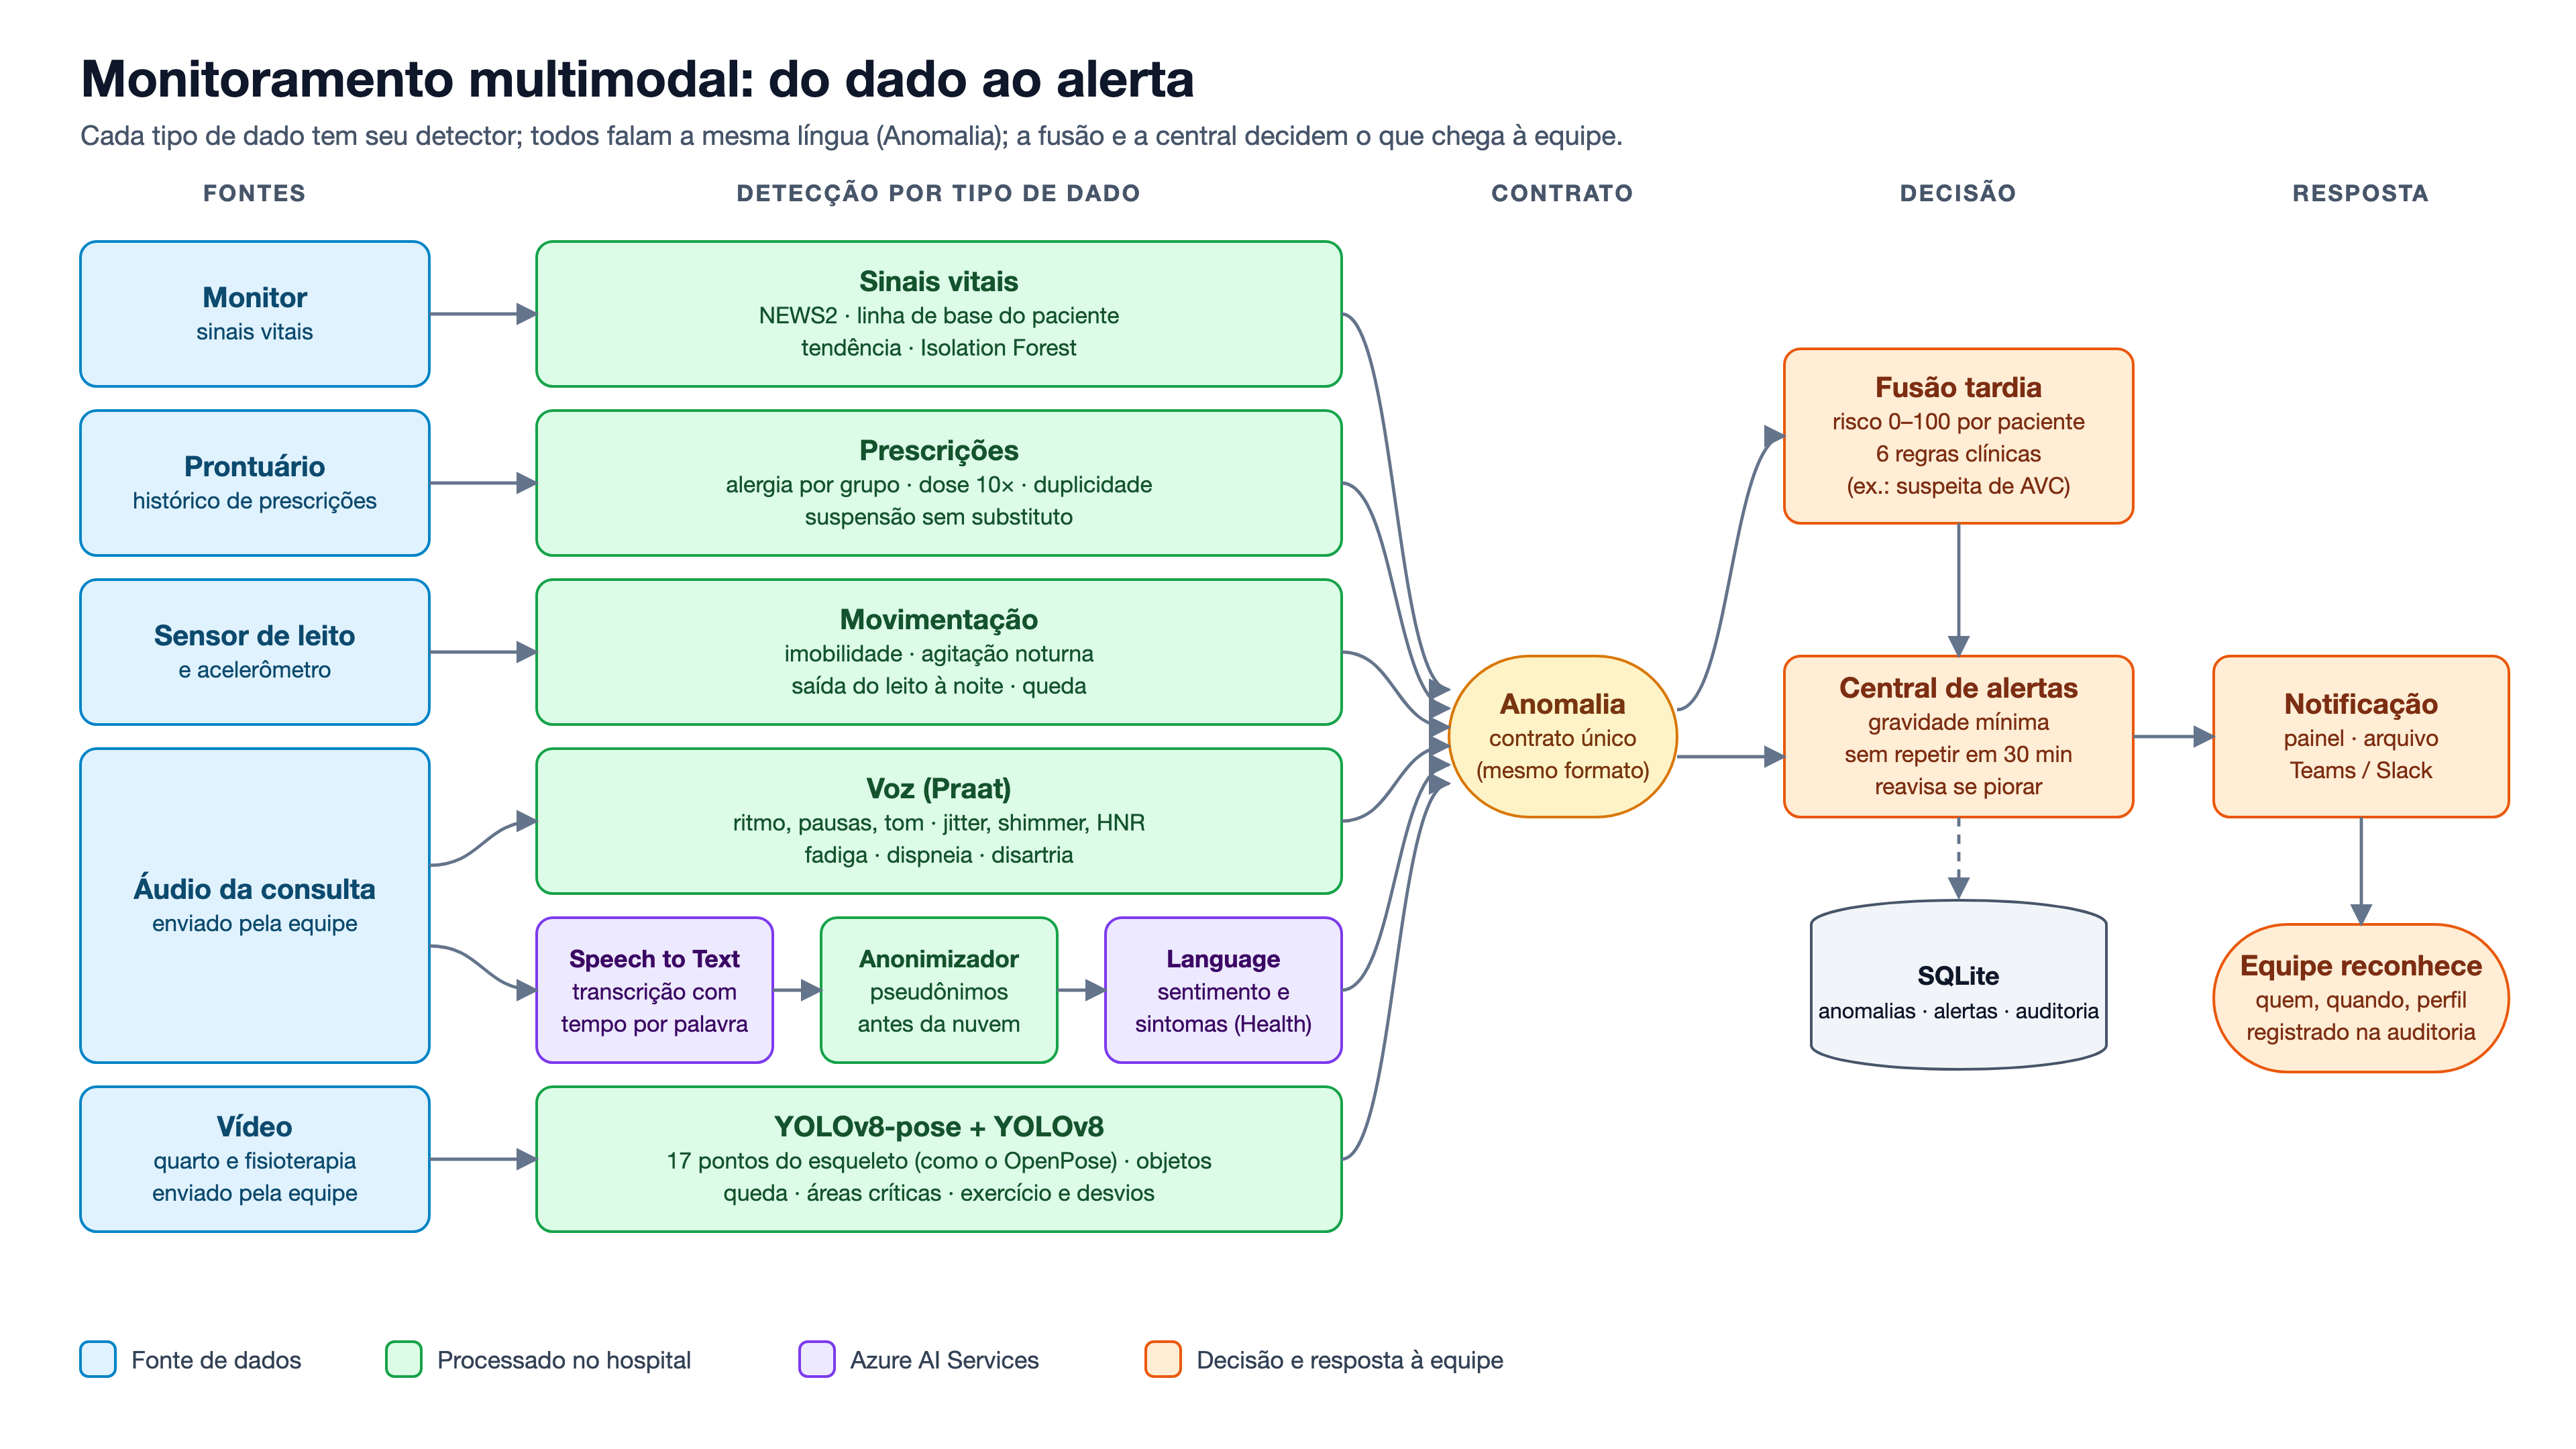 Monitoramento multimodal: do dado ao alerta
Cada tipo de dado tem seu detector; todos falam a mesma língua (Anomalia); a fusão e a central decidem o que chega à equipe.
FONTES
DETECÇÃO POR TIPO DE DADO
CONTRATO
DECISÃO
RESPOSTA
Monitor
sinais vitais
Sinais vitais
NEWS2 · linha de base do paciente
tendência · Isolation Forest
Prontuário
histórico de prescrições
Prescrições
alergia por grupo · dose 10× · duplicidade
suspensão sem substituto
Sensor de leito
e acelerômetro
Movimentação
imobilidade · agitação noturna
saída do leito à noite · queda
Áudio da consulta
enviado pela equipe
Voz (Praat)
ritmo, pausas, tom · jitter, shimmer, HNR
fadiga · dispneia · disartria
Speech to Text
transcrição com
tempo por palavra
Anonimizador
pseudônimos
antes da nuvem
Language
sentimento e
sintomas (Health)
Vídeo
quarto e fisioterapia
enviado pela equipe
YOLOv8-pose + YOLOv8
17 pontos do esqueleto (como o OpenPose) · objetos
queda · áreas críticas · exercício e desvios
Anomalia
contrato único
(mesmo formato)
Fusão tardia
risco 0–100 por paciente
6 regras clínicas
(ex.: suspeita de AVC)
Central de alertas
gravidade mínima
sem repetir em 30 min
reavisa se piorar
SQLite
anomalias · alertas · auditoria
Notificação
painel · arquivo
Teams / Slack
Equipe reconhece
quem, quando, perfil
registrado na auditoria
Fonte de dados
Processado no hospital
Azure AI Services
Decisão e resposta à equipe